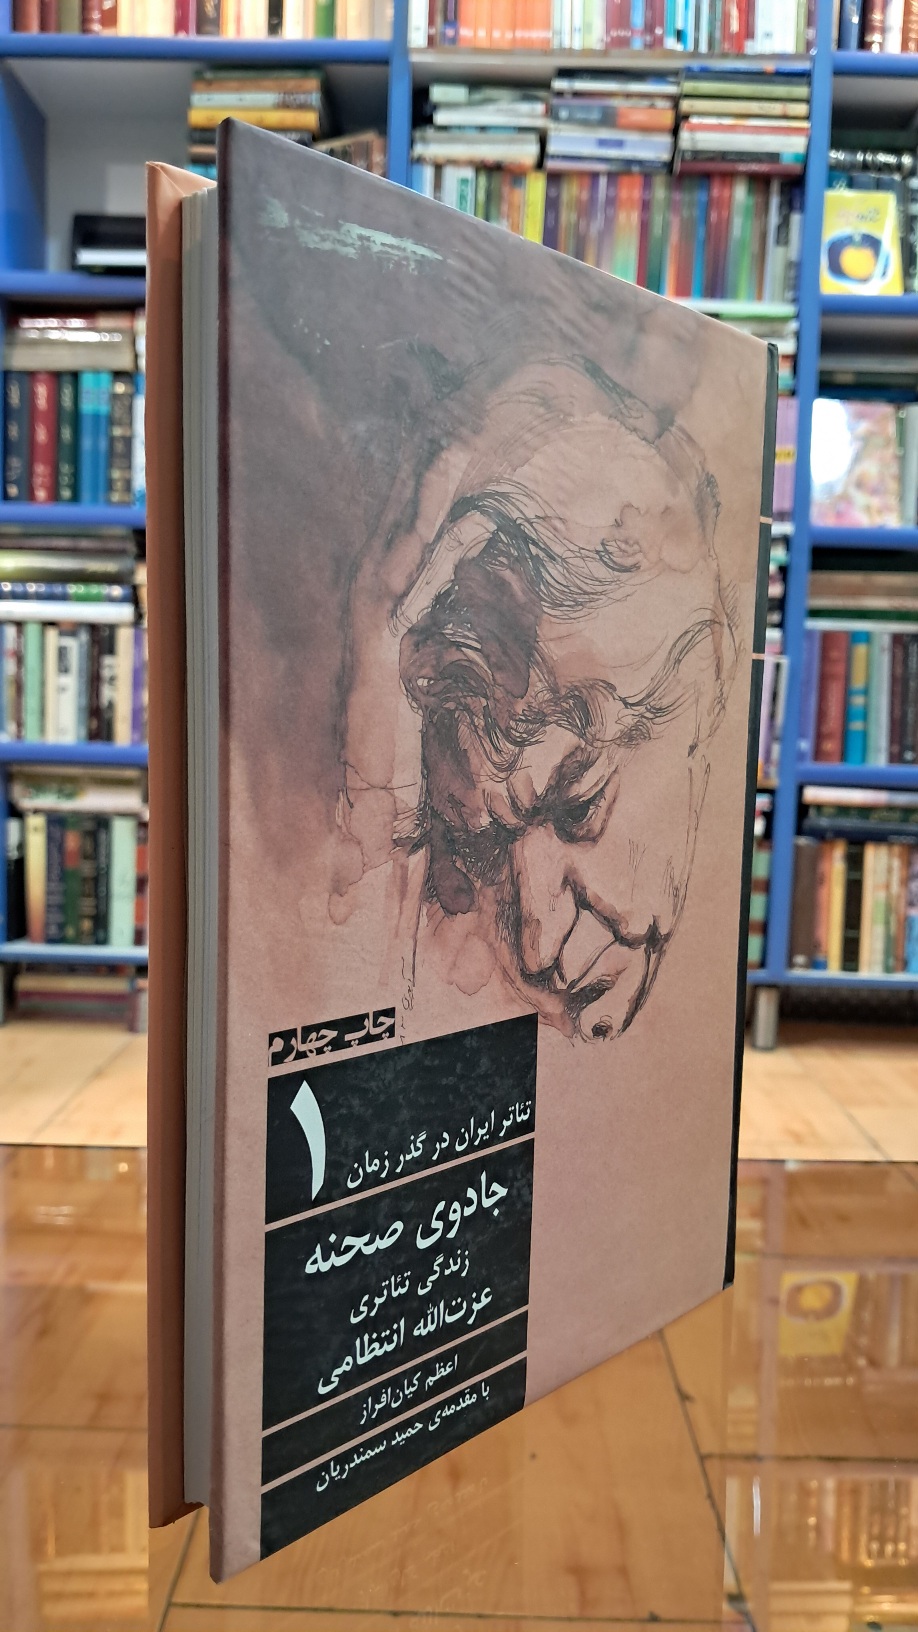 چاپ چهارم
تئاتر ایران در گذر زمان ۱
جادوی صحنه
زندگی تئاتری
عزت‌الله انتظامی
اعظم کیان‌افراز
با مقدمه‌ی حمید سمندریان